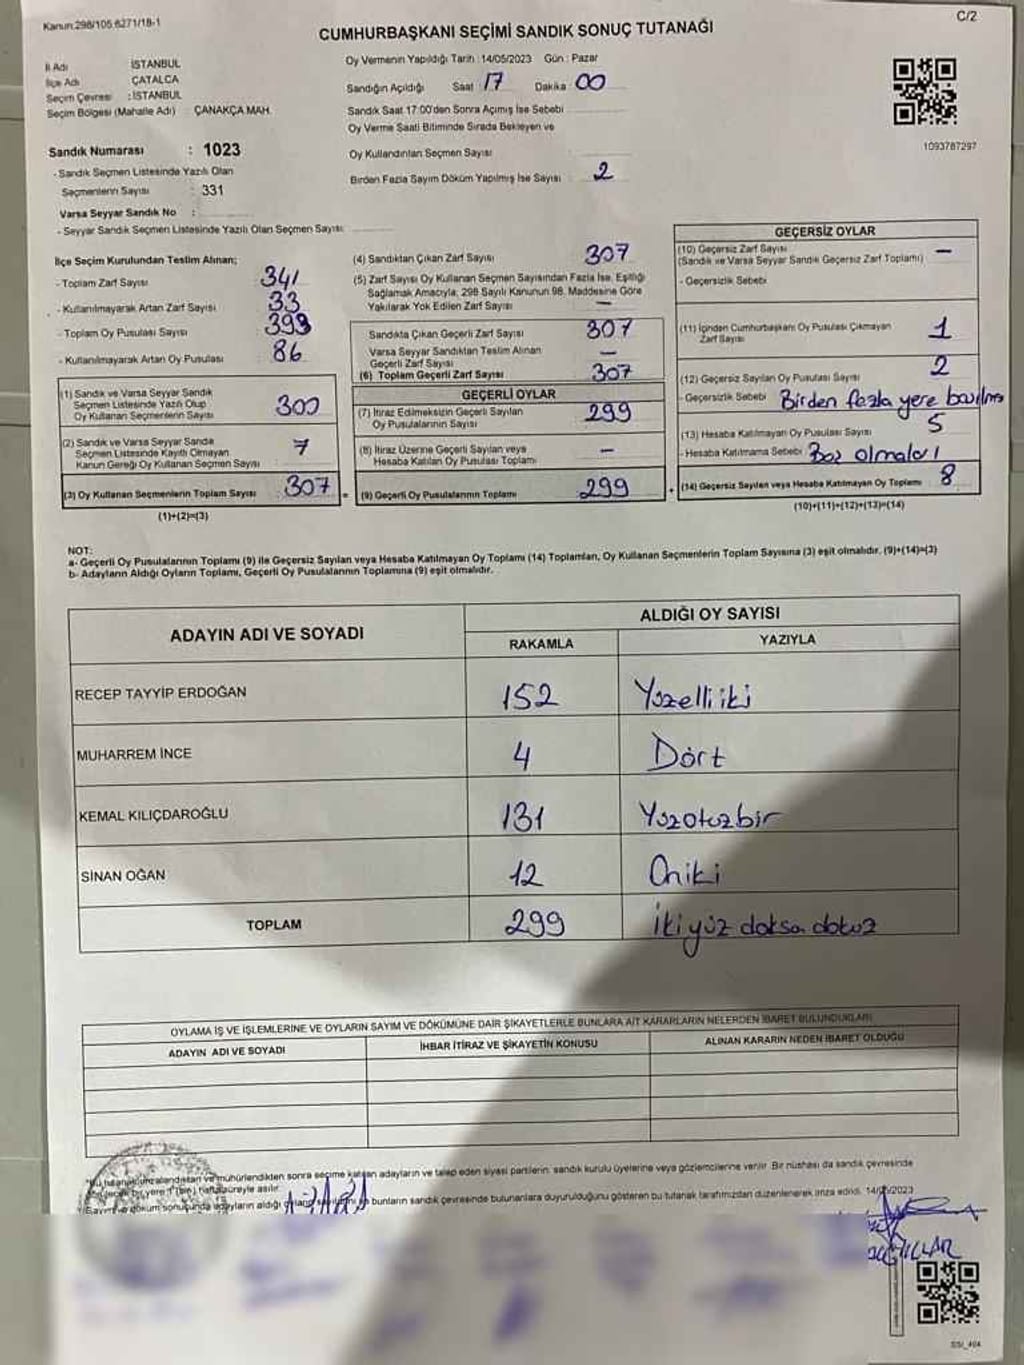 Kanun:298/105 6271/18-1
C/2
CUMHURBAŞKANI SEÇİMİ SANDIK SONUÇ TUTANAĞI
İl Adı : İSTANBUL
İlçe Adı : ÇATALCA
Seçim Çevresi : İSTANBUL
Seçim Bölgesi (Mahalle Adı) : ÇANAKÇA MAH.
Sandık Numarası : 1023
- Sandık Seçmen Listesinde Yazılı Olan
Seçmenlerin Sayısı : 331
Varsa Seyyar Sandık No :
- Seyyar Sandık Seçmen Listesinde Yazılı Olan Seçmen Sayısı:
Oy Vermenin Yapıldığı Tarih : 14/05/2023 Gün : Pazar
Sandığın Açıldığı Saat 17 Dakika 00
Sandık Saat 17:00'den Sonra Açımış İse Sebebi
Oy Verme Saati Bitiminde Sırada Bekleyen ve
Oy Kullandırılan Seçmen Sayısı
Birden Fazla Sayım Döküm Yapılmış İse Sayısı : 2
1093787297
İlçe Seçim Kurulundan Teslim Alınan;
- Toplam Zarf Sayısı : 341
- Kullanılmayarak Artan Zarf Sayısı : 33
- Toplam Oy Pusulası Sayısı : 393
- Kullanılmayarak Artan Oy Pusulası : 86
(1) Sandık ve Varsa Seyyar Sandık
Seçmen Listesinde Yazılı Olup
Oy Kullanan Seçmenlerin Sayısı 300
(2) Sandık ve Varsa Seyyar Sandık
Seçmen Listesinde Kayıtlı Olmayan
Kanun Gereği Oy Kullanan Seçmen Sayısı 7
(3) Oy Kullanan Seçmenlerin Toplam Sayısı 307 =
(1)+(2)=(3)
(4) Sandıktan Çıkan Zarf Sayısı 307
(5) Zarf Sayısı Oy Kullanan Seçmen Sayısından Fazla İse, Eşitliği
Sağlamak Amacıyla, 298 Sayılı Kanunun 98. Maddesine Göre
Yakılarak Yok Edilen Zarf Sayısı —
Sandıkta Çıkan Geçerli Zarf Sayısı 307
Varsa Seyyar Sandıktan Teslim Alınan
Geçerli Zarf Sayısı —
(6) Toplam Geçerli Zarf Sayısı 307
GEÇERLİ OYLAR
(7) İtiraz Edilmeksizin Geçerli Sayılan
Oy Pusulalarının Sayısı 299
(8) İtiraz Üzerine Geçerli Sayılan veya
Hesaba Katılan Oy Pusulası Toplamı —
(9) Geçerli Oy Pusulalarının Toplamı 299 +
GEÇERSİZ OYLAR
(10) Geçersiz Zarf Sayısı
(Sandık ve Varsa Seyyar Sandık Geçersiz Zarf Toplamı) —
- Geçersizlik Sebebi
(11) İçinden Cumhurbaşkanı Oy Pusulası Çıkmayan
Zarf Sayısı 1
(12) Geçersiz Sayılan Oy Pusulası Sayısı 2
- Geçersizlik Sebebi Birden fazla yere basılmış
(13) Hesaba Katılmayan Oy Pusulası Sayısı 5
- Hesaba Katılmama Sebebi Boş olmaları
(14) Geçersiz Sayılan veya Hesaba Katılmayan Oy Toplamı 8
(10)+(11)+(12)+(13)=(14)
NOT:
a- Geçerli Oy Pusulalarının Toplamı (9) ile Geçersiz Sayılan veya Hesaba Katılmayan Oy Toplamı (14) Toplamları, Oy Kullanan Seçmenlerin Toplam Sayısına (3) eşit olmalıdır. (9)+(14)=(3)
b- Adayların Aldığı Oyların Toplamı, Geçerli Oy Pusulalarının Toplamına (9) eşit olmalıdır.
ADAYIN ADI VE SOYADI
ALDIĞI OY SAYISI
RAKAMLA YAZIYLA
RECEP TAYYİP ERDOĞAN 152 Yüzelliiki
MUHARREM İNCE 4 Dört
KEMAL KILIÇDAROĞLU 131 Yüzotuzbir
SİNAN OĞAN 12 Oniki
TOPLAM 299 İkiyüz doksa dokuz
OYLAMA İŞ VE İŞLEMLERİNE VE OYLARIN SAYIM VE DÖKÜMÜNE DAİR ŞİKAYETLERLE BUNLARA AİT KARARLARIN NELERDEN İBARET BULUNDUKLARI
ADAYIN ADI VE SOYADI İHBAR İTİRAZ VE ŞİKAYETİN KONUSU ALINAN KARARIN NEDEN İBARET OLDUĞU
mühürlendikten sonra seçime katılan adayların ve talep eden siyasi partilerin, sandık kurulu üyelerine veya gözlemcilerine verilir. Bir nüshası da sandık çevresinde
bir yere 1 (bir) hafta süreyle asılır.
Sayım ve döküm sonucunda adayların aldığı bunların sandık çevresinde bulunanlara duyurulduğunu gösteren bu tutanak tarafımızdan düzenlenerek imza edildi. 14/05/2023
SSI_404